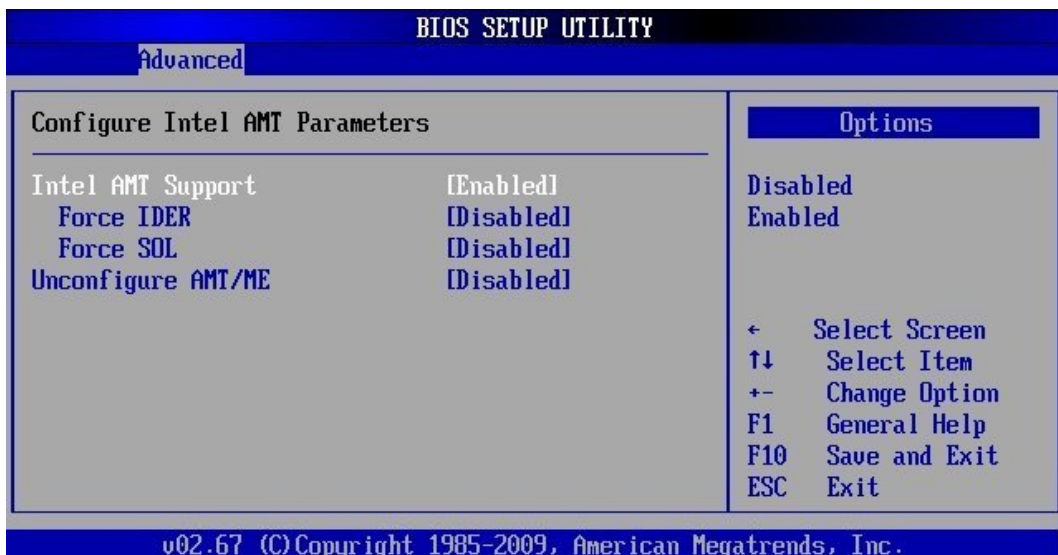 BIOS SETUP UTILITY
Advanced
Configure Intel AMT Parameters
Intel AMT Support [Enabled]
Force IDER [Disabled]
Force SOL [Disabled]
Unconfigure AMT/ME [Disabled]
Options
Disabled
Enabled
← Select Screen
↑↓ Select Item
+- Change Option
F1 General Help
F10 Save and Exit
ESC Exit
v02.67 (C)Copyright 1985-2009, American Megatrends, Inc.